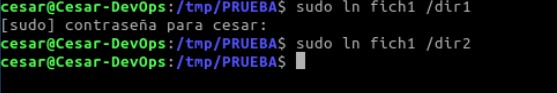 cesar@Cesar-DevOps:/tmp/PRUEBA$ sudo ln fich1 /dir1
[sudo] contraseña para cesar:
cesar@Cesar-DevOps:/tmp/PRUEBA$ sudo ln fich1 /dir2
cesar@Cesar-DevOps:/tmp/PRUEBA$